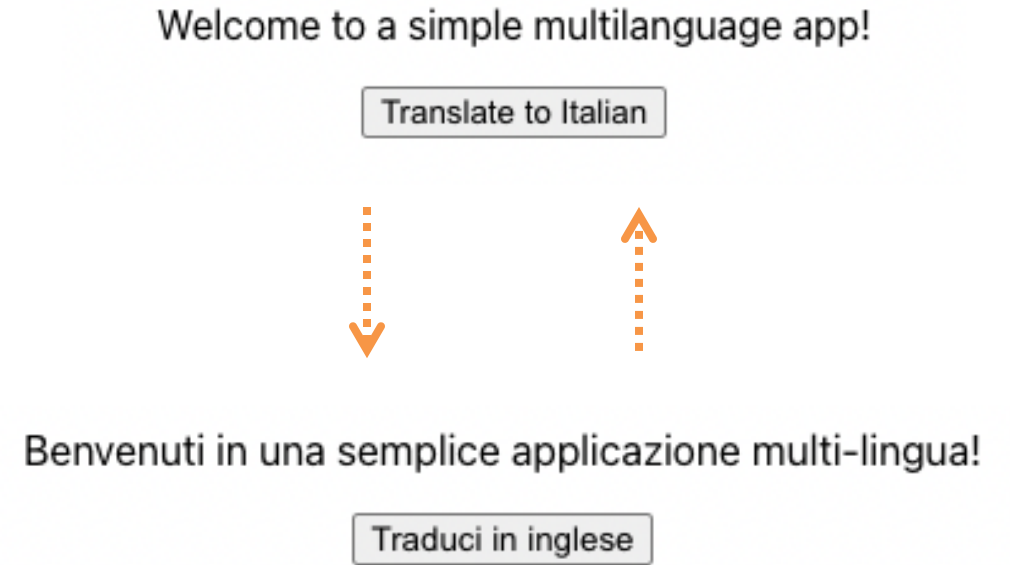 Welcome to a simple multilanguage app!
Translate to Italian
Benvenuti in una semplice applicazione multi-lingua!
Traduci in inglese